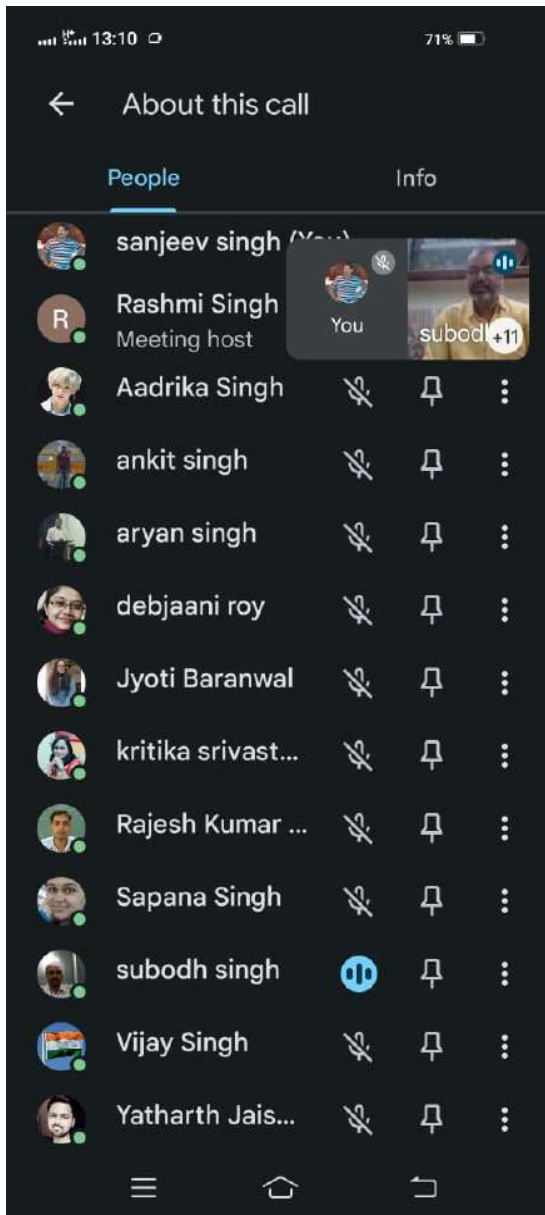 13:10
71%
About this call
People Info
sanjeev singh (You)
You
subodh
+11
R
Rashmi Singh
Meeting host
Aadrika Singh
ankit singh
aryan singh
debjaani roy
Jyoti Baranwal
kritika srivast...
Rajesh Kumar ...
Sapana Singh
subodh singh
Vijay Singh
Yatharth Jais...